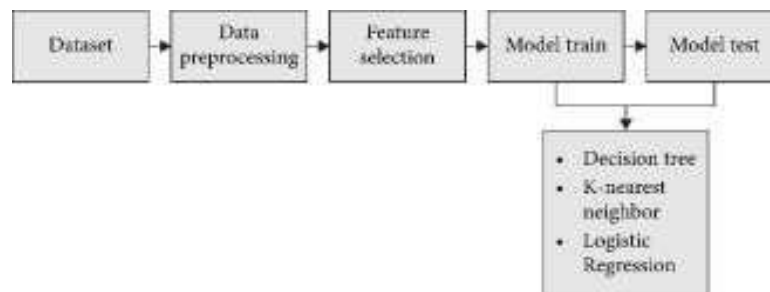 Dataset
Data
preprocessing
Feature
selection
Model train
Model test
• Decision tree
• K-nearest
neighbor
• Logistic
Regression